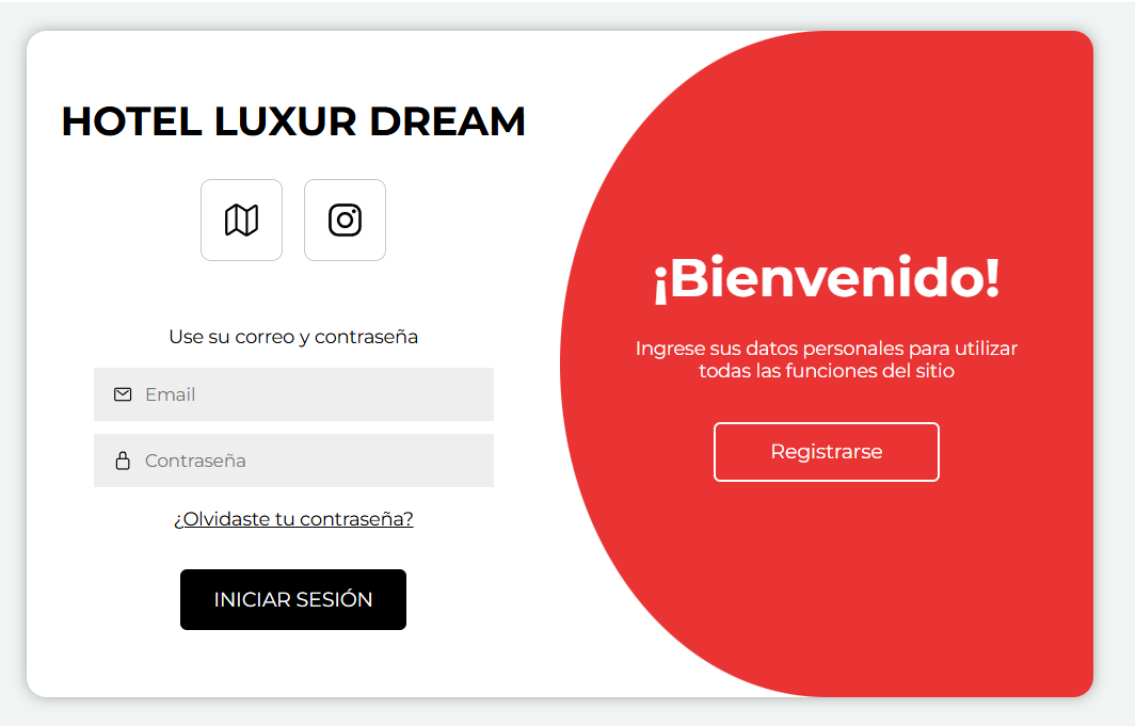 HOTEL LUXUR DREAM
Use su correo y contraseña
Email
Contraseña
¿Olvidaste tu contraseña?
INICIAR SESIÓN
¡Bienvenido!
Ingrese sus datos personales para utilizar
todas las funciones del sitio
Registrarse